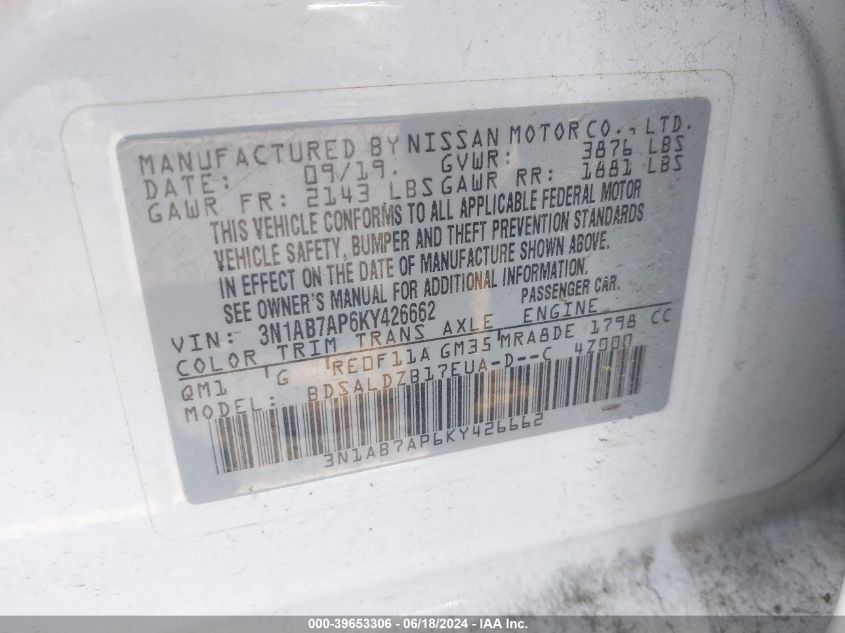 MANUFACTURED BY NISSAN MOTOR CO., LTD.
DATE: 09/19. GVWR: 3876 LBS
GAWR FR: 2143 LBS GAWR RR: 1881 LBS
THIS VEHICLE CONFORMS TO ALL APPLICABLE FEDERAL MOTOR
VEHICLE SAFETY, BUMPER AND THEFT PREVENTION STANDARDS
IN EFFECT ON THE DATE OF MANUFACTURE SHOWN ABOVE.
SEE OWNER'S MANUAL FOR ADDITIONAL INFORMATION.
VIN: 3N1AB7AP6KY426662 PASSENGER CAR.
COLOR TRIM TRANS AXLE ENGINE
QM1 G RE0F11A GM35 MRA8DE 1798 CC
MODEL: BDSALDZB17EUA-D--C 4Z000
3N1AB7AP6KY426662
000-39653306 - 06/18/2024 - IAA Inc.